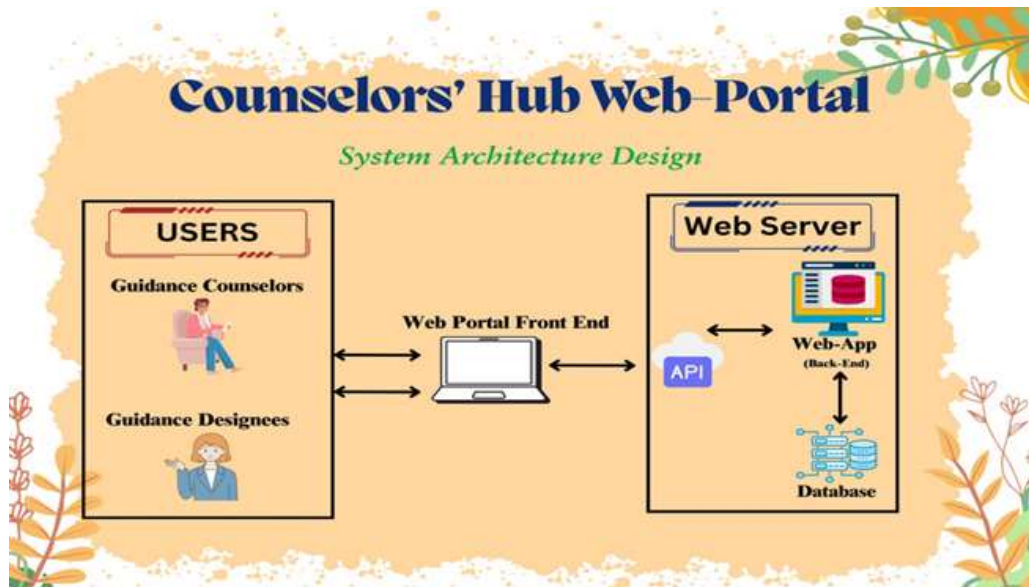 Counselors' Hub Web-Portal
System Architecture Design
USERS
Guidance Counselors
Guidance Designees
Web Portal Front End
Web Server
API
Web-App
(Back-End)
Database